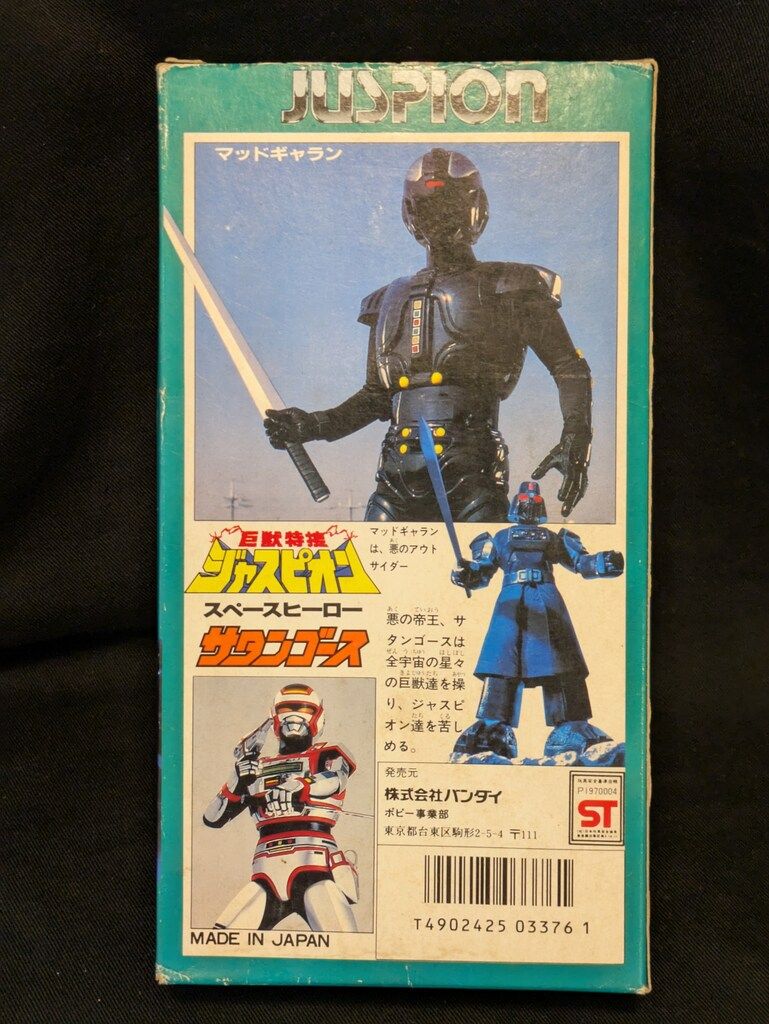 JUSPION
マッドギャラン
巨獣特捜
ジャスピオン
スペースヒーロー
サタンゴース
マッドギャラン
は、悪のアウト
サイダー
悪の帝王、サ
タンゴースは
全宇宙の星々
の巨獣達を操
り、ジャスピ
オン達を苦し
める。
発売元
株式会社バンダイ
ポピー事業部
東京都台東区駒形2-5-4 〒111
P1970004
ST
T4902425 03376 1
MADE IN JAPAN